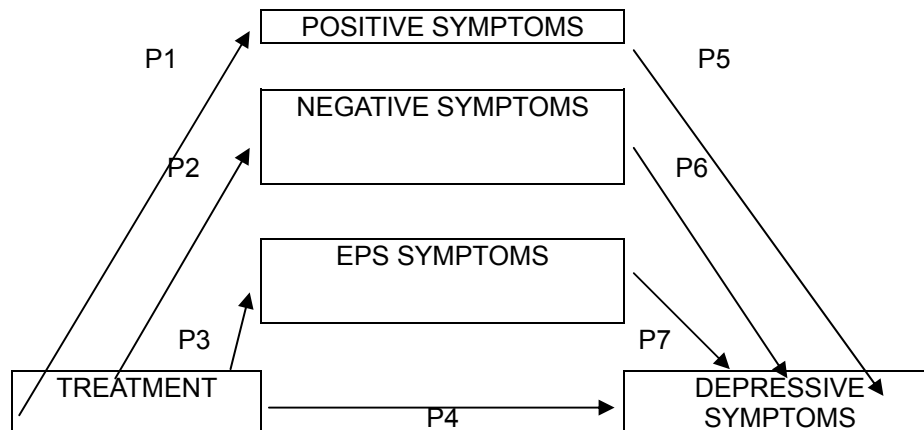 POSITIVE SYMPTOMS
P1
P5
NEGATIVE SYMPTOMS
P2
P6
EPS SYMPTOMS
P3
P7
TREATMENT
P4
DEPRESSIVE
SYMPTOMS